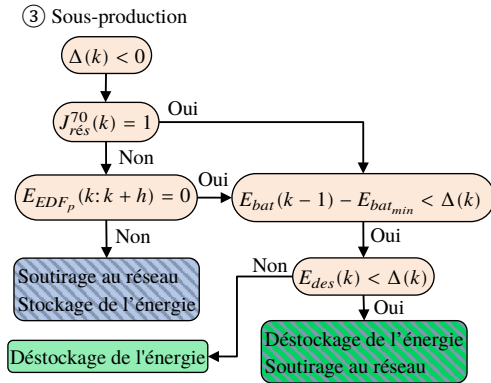 ③ Sous-production
Δ(k) < 0
Oui
J_{rés}^{70}(k) = 1
Non
E_{EDF_p}(k: k + h) = 0
Oui
E_{bat}(k − 1) − E_{bat_{min}} < Δ(k)
Non
Oui
Soutirage au réseau
Stockage de l’énergie
Non
E_{des}(k) < Δ(k)
Oui
Déstockage de l'énergie
Déstockage de l’énergie
Soutirage au réseau